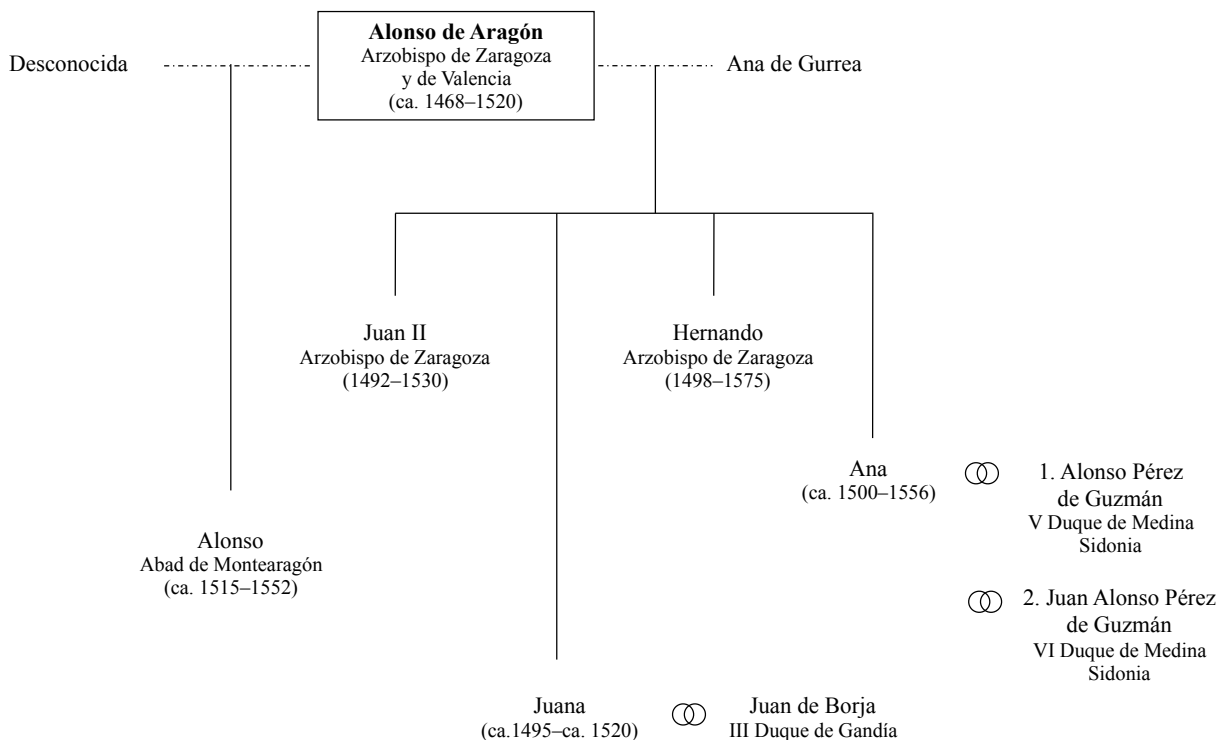 Desconocida
Alonso de Aragón
Arzobispo de Zaragoza
y de Valencia
(ca. 1468–1520)
Ana de Gurrea
Juan II
Arzobispo de Zaragoza
(1492–1530)
Hernando
Arzobispo de Zaragoza
(1498–1575)
Ana
(ca. 1500–1556)
1. Alonso Pérez
de Guzmán
V Duque de Medina
Sidonia
Alonso
Abad de Montearagón
(ca. 1515–1552)
2. Juan Alonso Pérez
de Guzmán
VI Duque de Medina
Sidonia
Juana
(ca.1495–ca. 1520)
Juan de Borja
III Duque de Gandía